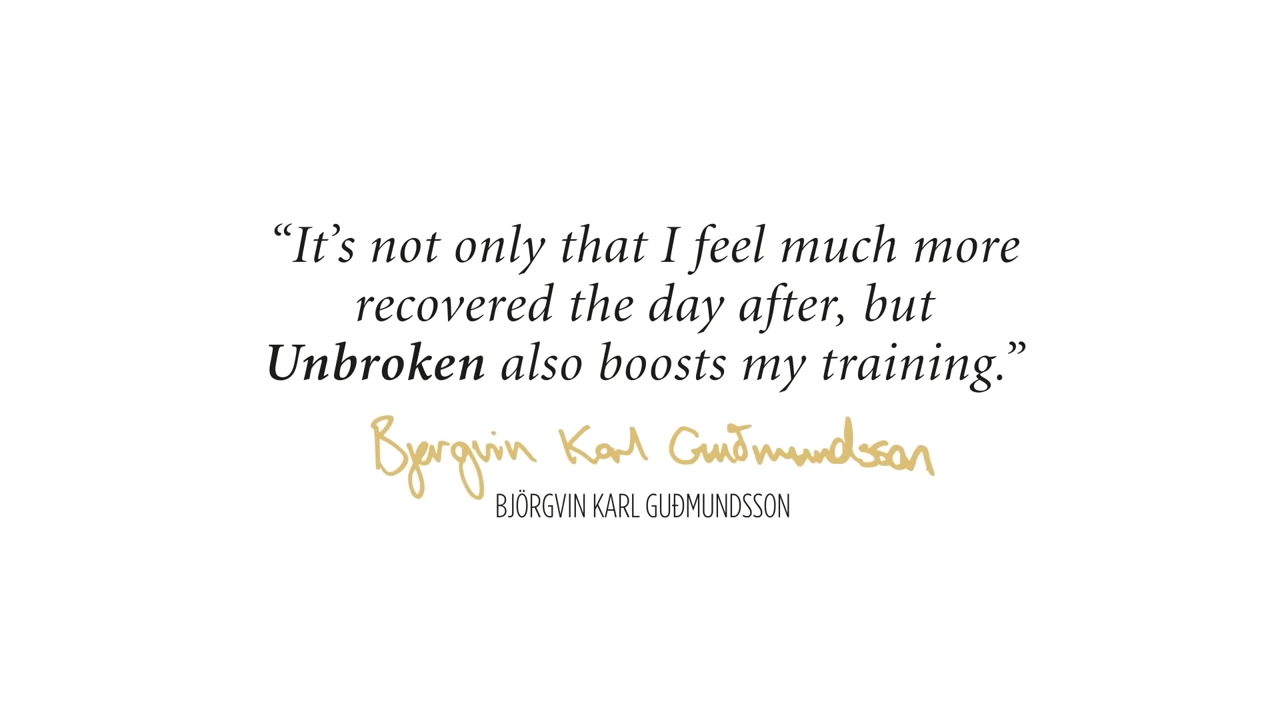 “It’s not only that I feel much more
recovered the day after, but
Unbroken also boosts my training.”
Bjorgvin Karl Guðmundsson
BJÖRGVIN KARL GUÐMUNDSSON